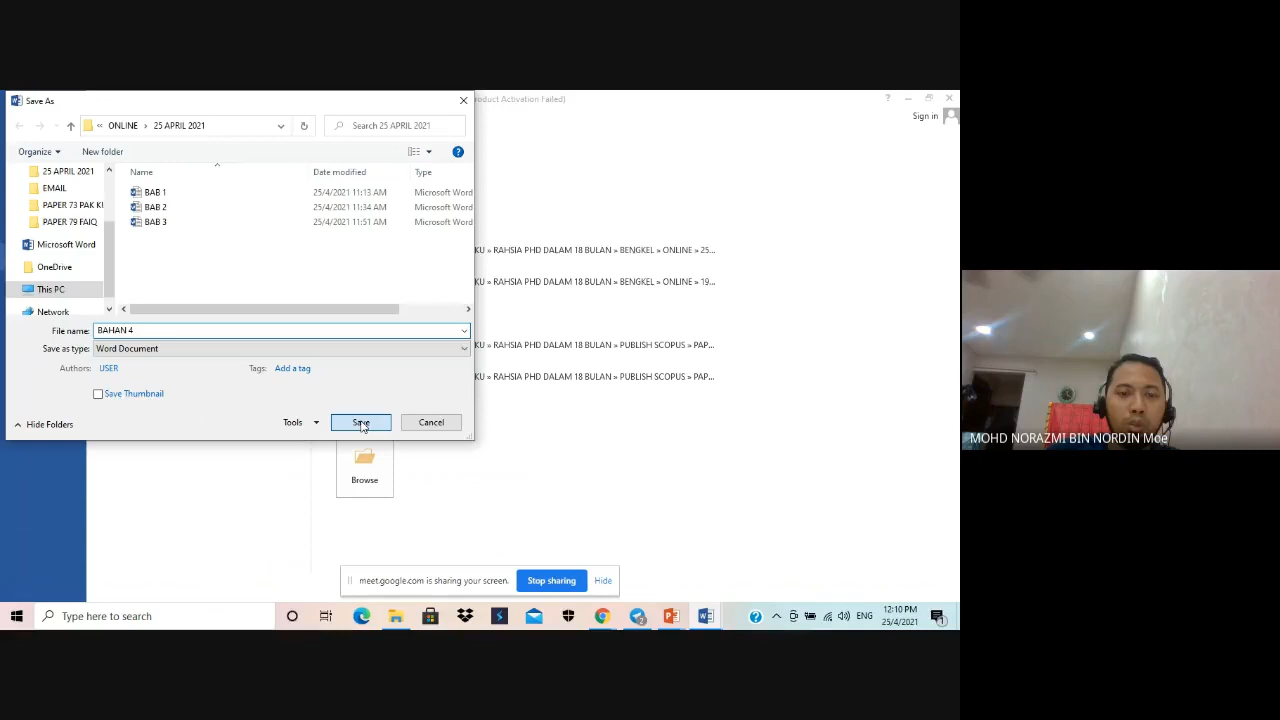 Save As
roduct Activation Failed)
?
Sign in
« ONLINE › 25 APRIL 2021
Search 25 APRIL 2021
Organize
New folder
?
Name
Date modified
Type
25 APRIL 2021
EMAIL
PAPER 73 PAK KI
PAPER 79 FAIQ
Microsoft Word
OneDrive
This PC
Network
BAB 1 25/4/2021 11:13 AM Microsoft Word
BAB 2 25/4/2021 11:34 AM Microsoft Word
BAB 3 25/4/2021 11:51 AM Microsoft Word
KU » RAHSIA PHD DALAM 18 BULAN » BENGKEL » ONLINE » 25...
KU » RAHSIA PHD DALAM 18 BULAN » BENGKEL » ONLINE » 19...
KU » RAHSIA PHD DALAM 18 BULAN » PUBLISH SCOPUS » PAP...
KU » RAHSIA PHD DALAM 18 BULAN » PUBLISH SCOPUS » PAP...
File name: BAHAN 4
Save as type: Word Document
Authors: USER
Tags: Add a tag
Save Thumbnail
Hide Folders
Tools
Save
Cancel
Browse
MOHD NORAZMI BIN NORDIN Moe
meet.google.com is sharing your screen.
Stop sharing
Hide
Type here to search
2
ENG
12:10 PM
25/4/2021
1